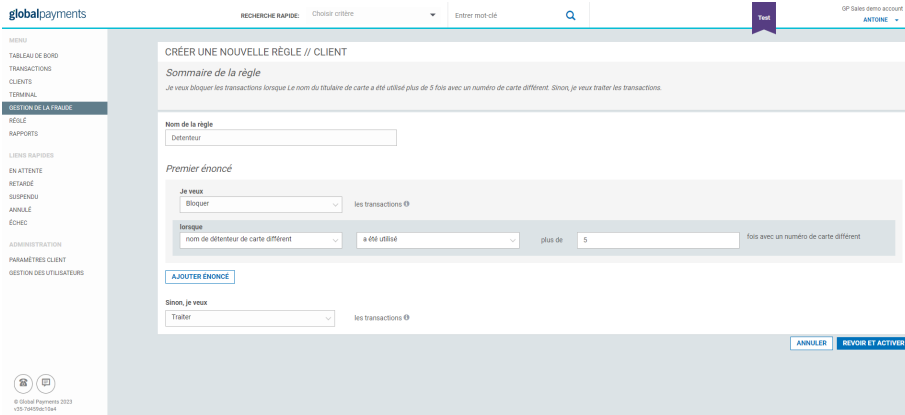 globalpayments
RECHERCHE RAPIDE: Choisir critère Entrer mot-clé
Test
GP Sales demo account
ANTOINE
MENU
TABLEAU DE BORD
TRANSACTIONS
CLIENTS
TERMINAL
GESTION DE LA FRAUDE
RÉGLÉ
RAPPORTS
LIENS RAPIDES
EN ATTENTE
RETARDÉ
SUSPENDU
ANNULÉ
ÉCHEC
ADMINISTRATION
PARAMÈTRES CLIENT
GESTION DES UTILISATEURS
© Global Payments 2023
v35-7d459dc10a4
CRÉER UNE NOUVELLE RÈGLE // CLIENT
Sommaire de la règle
Je veux bloquer les transactions lorsque Le nom du titulaire de carte a été utilisé plus de 5 fois avec un numéro de carte différent. Sinon, je veux traiter les transactions.
Nom de la règle
Detenteur
Premier énoncé
Je veux
Bloquer les transactions
lorsque
nom de détenteur de carte différent a été utilisé plus de 5 fois avec un numéro de carte différent
AJOUTER ÉNONCÉ
Sinon, je veux
Traiter les transactions
ANNULER REVOIR ET ACTIVER